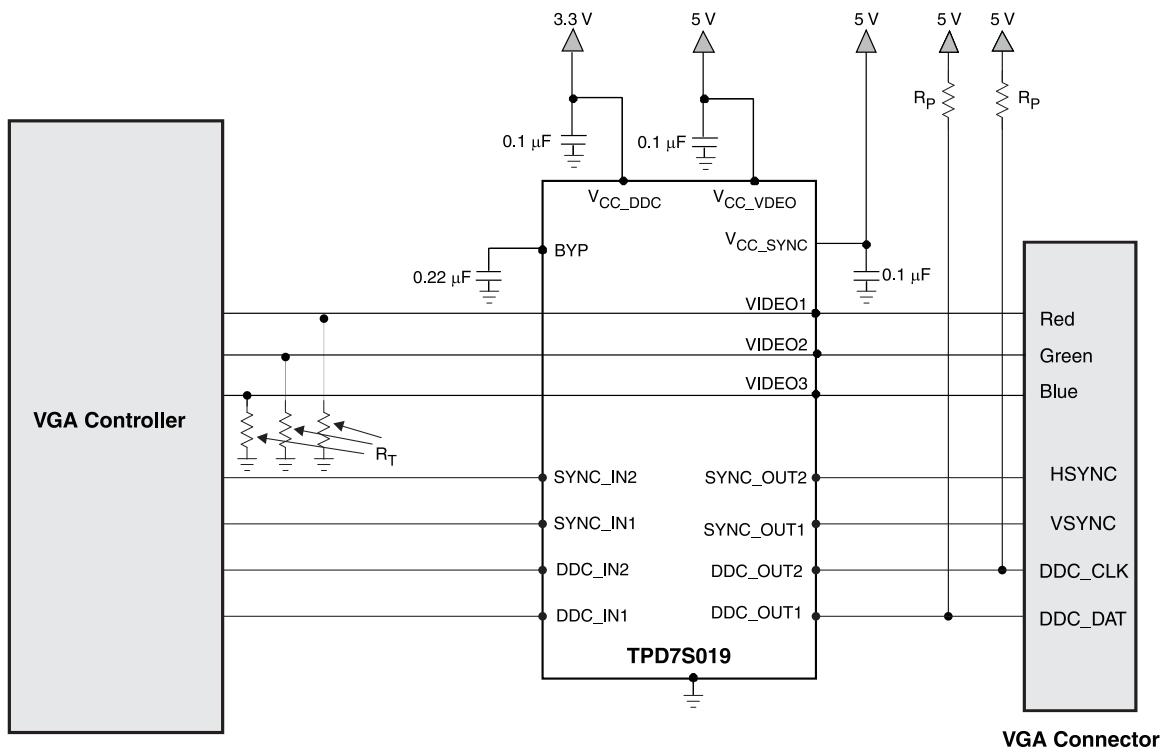 3.3 V
5 V
5 V
5 V
5 V
R_P
R_P
0.1 μF
0.1 μF
V_CC_DDC
V_CC_VDEO
V_CC_SYNC
BYP
0.22 μF
0.1 μF
VIDEO1
Red
VIDEO2
Green
VIDEO3
Blue
VGA Controller
R_T
SYNC_IN2
SYNC_OUT2
HSYNC
SYNC_IN1
SYNC_OUT1
VSYNC
DDC_IN2
DDC_OUT2
DDC_CLK
DDC_IN1
DDC_OUT1
DDC_DAT
TPD7S019
VGA Connector